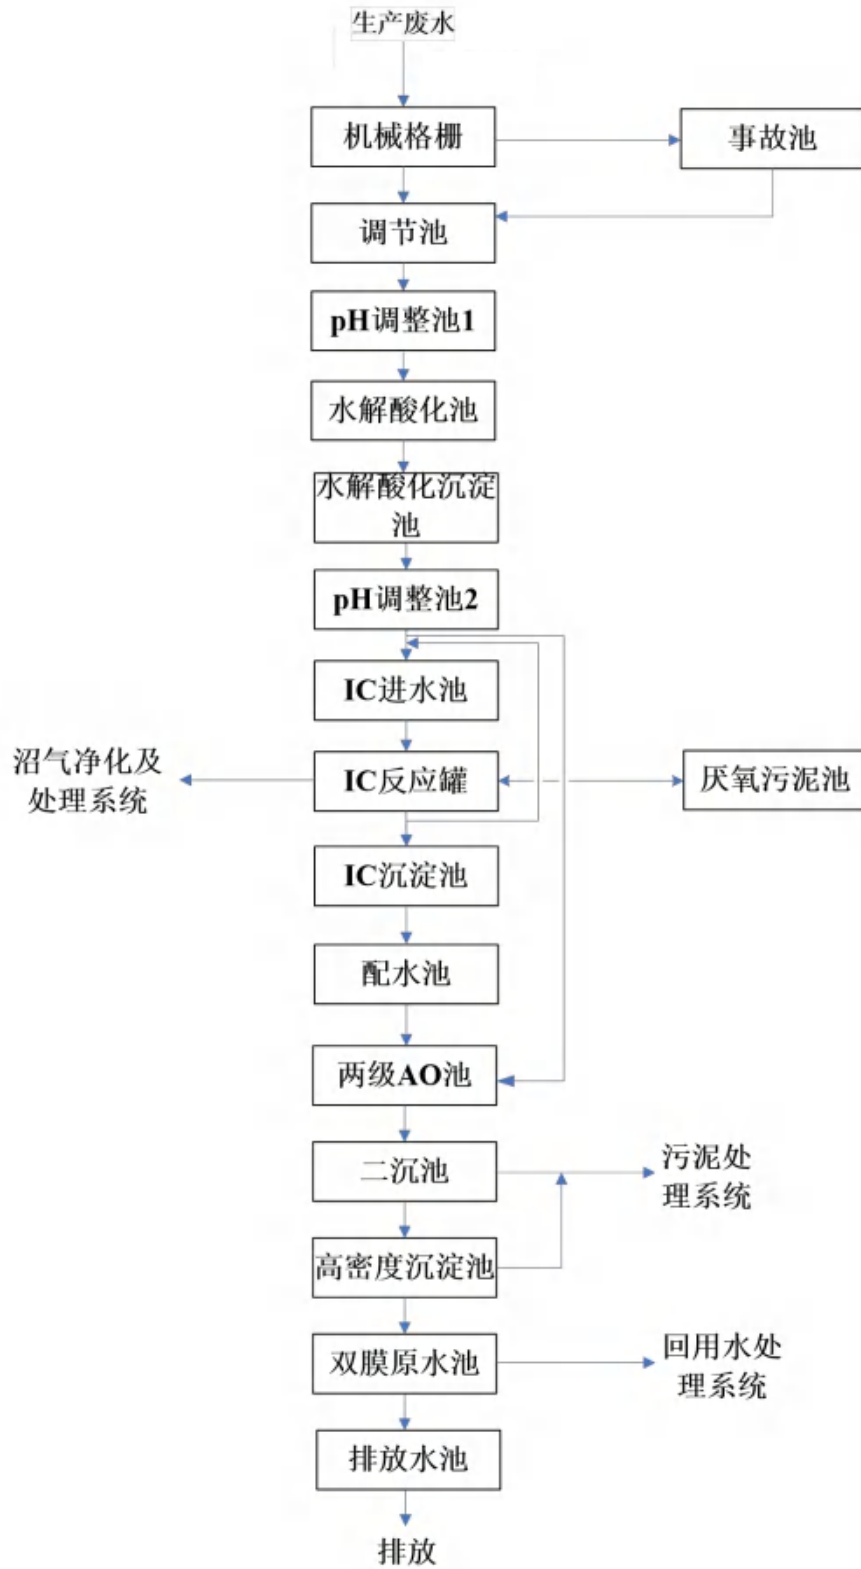 生产废水
机械格栅
事故池
调节池
pH调整池1
水解酸化池
水解酸化沉淀
池
pH调整池2
IC进水池
沼气净化及
处理系统
IC反应罐
厌氧污泥池
IC沉淀池
配水池
两级AO池
二沉池
污泥处
理系统
高密度沉淀池
双膜原水池
回用水处
理系统
排放水池
排放